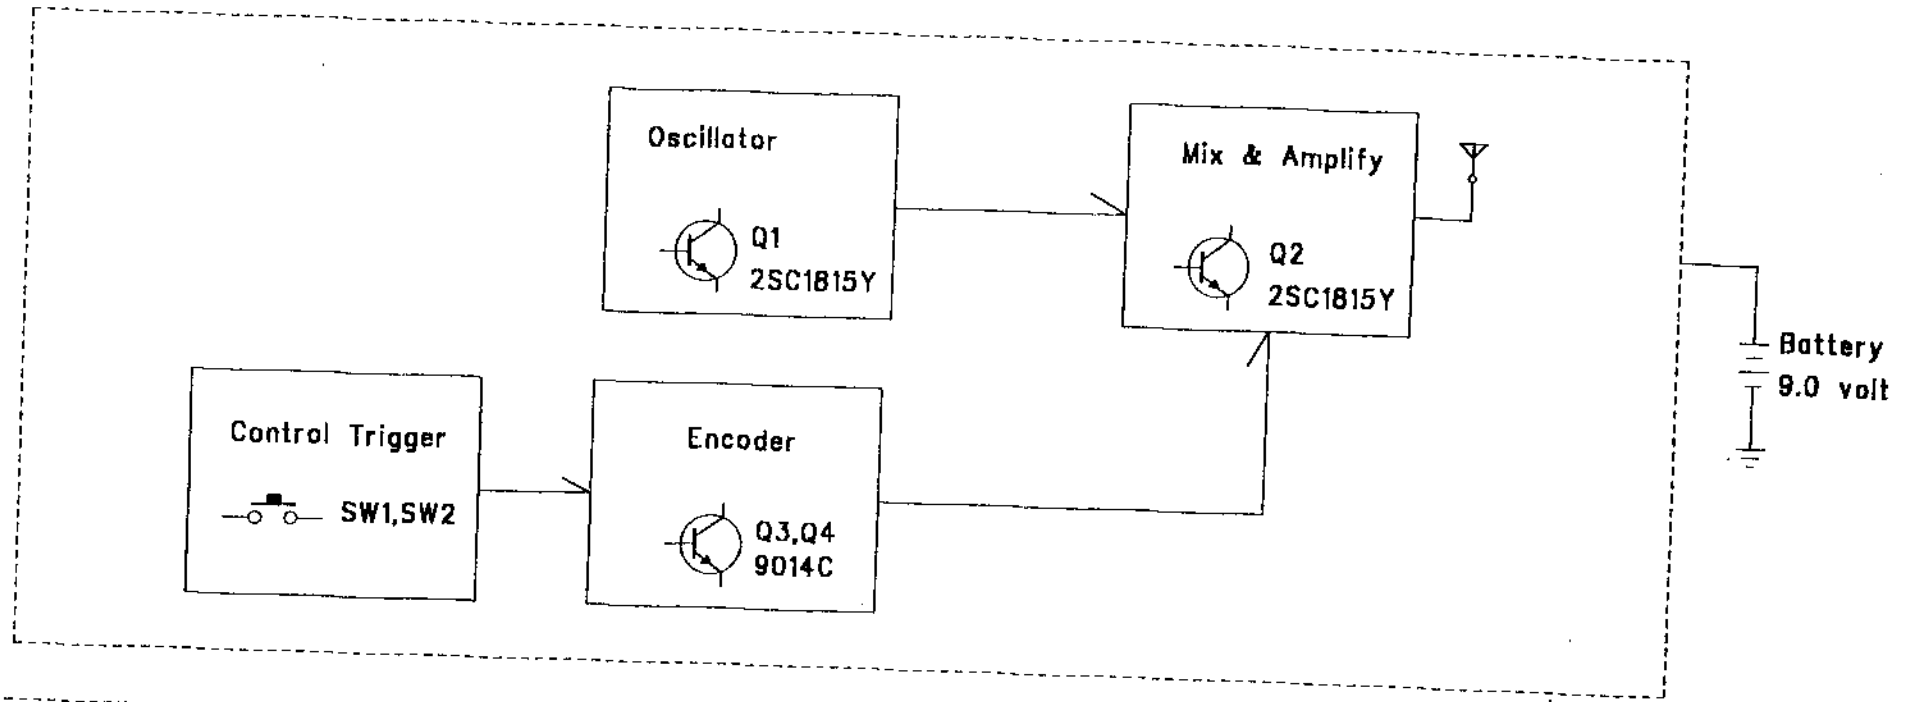 Oscillator
Q1
2SC1815Y
Mix & Amplify
Q2
2SC1815Y
Battery
9.0 volt
Control Trigger
SW1,SW2
Encoder
Q3,Q4
9014C